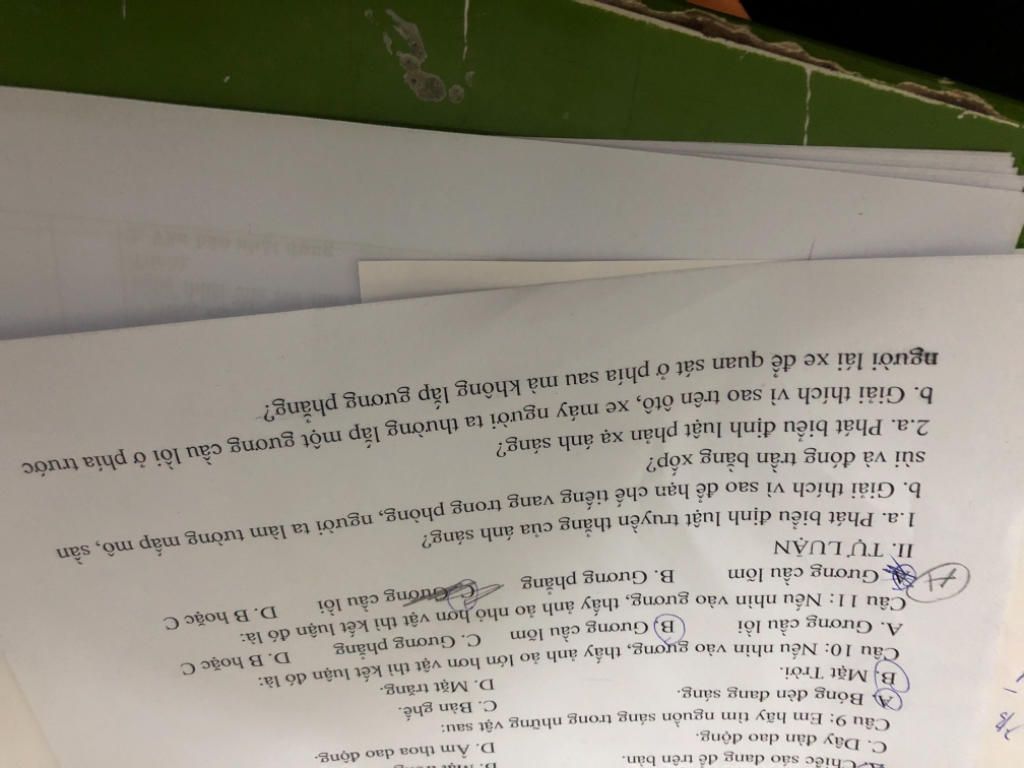 A. Chiếc sáo đang để trên bàn.
C. Dây đàn dao động. D. Âm thoa dao động.
Câu 9: Em hãy tìm nguồn sáng trong những vật sau:
A. Bóng đèn đang sáng. C. Bàn ghế.
B. Mặt Trời. D. Mặt trăng.
Câu 10: Nếu nhìn vào gương, thấy ảnh ảo lớn hơn vật thì kết luận đó là:
A. Gương cầu lồi B. Gương cầu lõm C. Gương phẳng D. B hoặc C
Câu 11: Nếu nhìn vào gương, thấy ảnh ảo nhỏ hơn vật thì kết luận đó là:
A Gương cầu lõm B. Gương phẳng C. Gương cầu lồi D. B hoặc C
II. TỰ LUẬN
1.a. Phát biểu định luật truyền thẳng của ánh sáng?
b. Giải thích vì sao để hạn chế tiếng vang trong phòng, người ta làm tường mấp mô, sần
sùi và đóng trần bằng xốp?
2.a. Phát biểu định luật phản xạ ánh sáng?
b. Giải thích vì sao trên ôtô, xe máy người ta thường lắp một gương cầu lồi ở phía trước
người lái xe để quan sát ở phía sau mà không lắp gương phẳng?